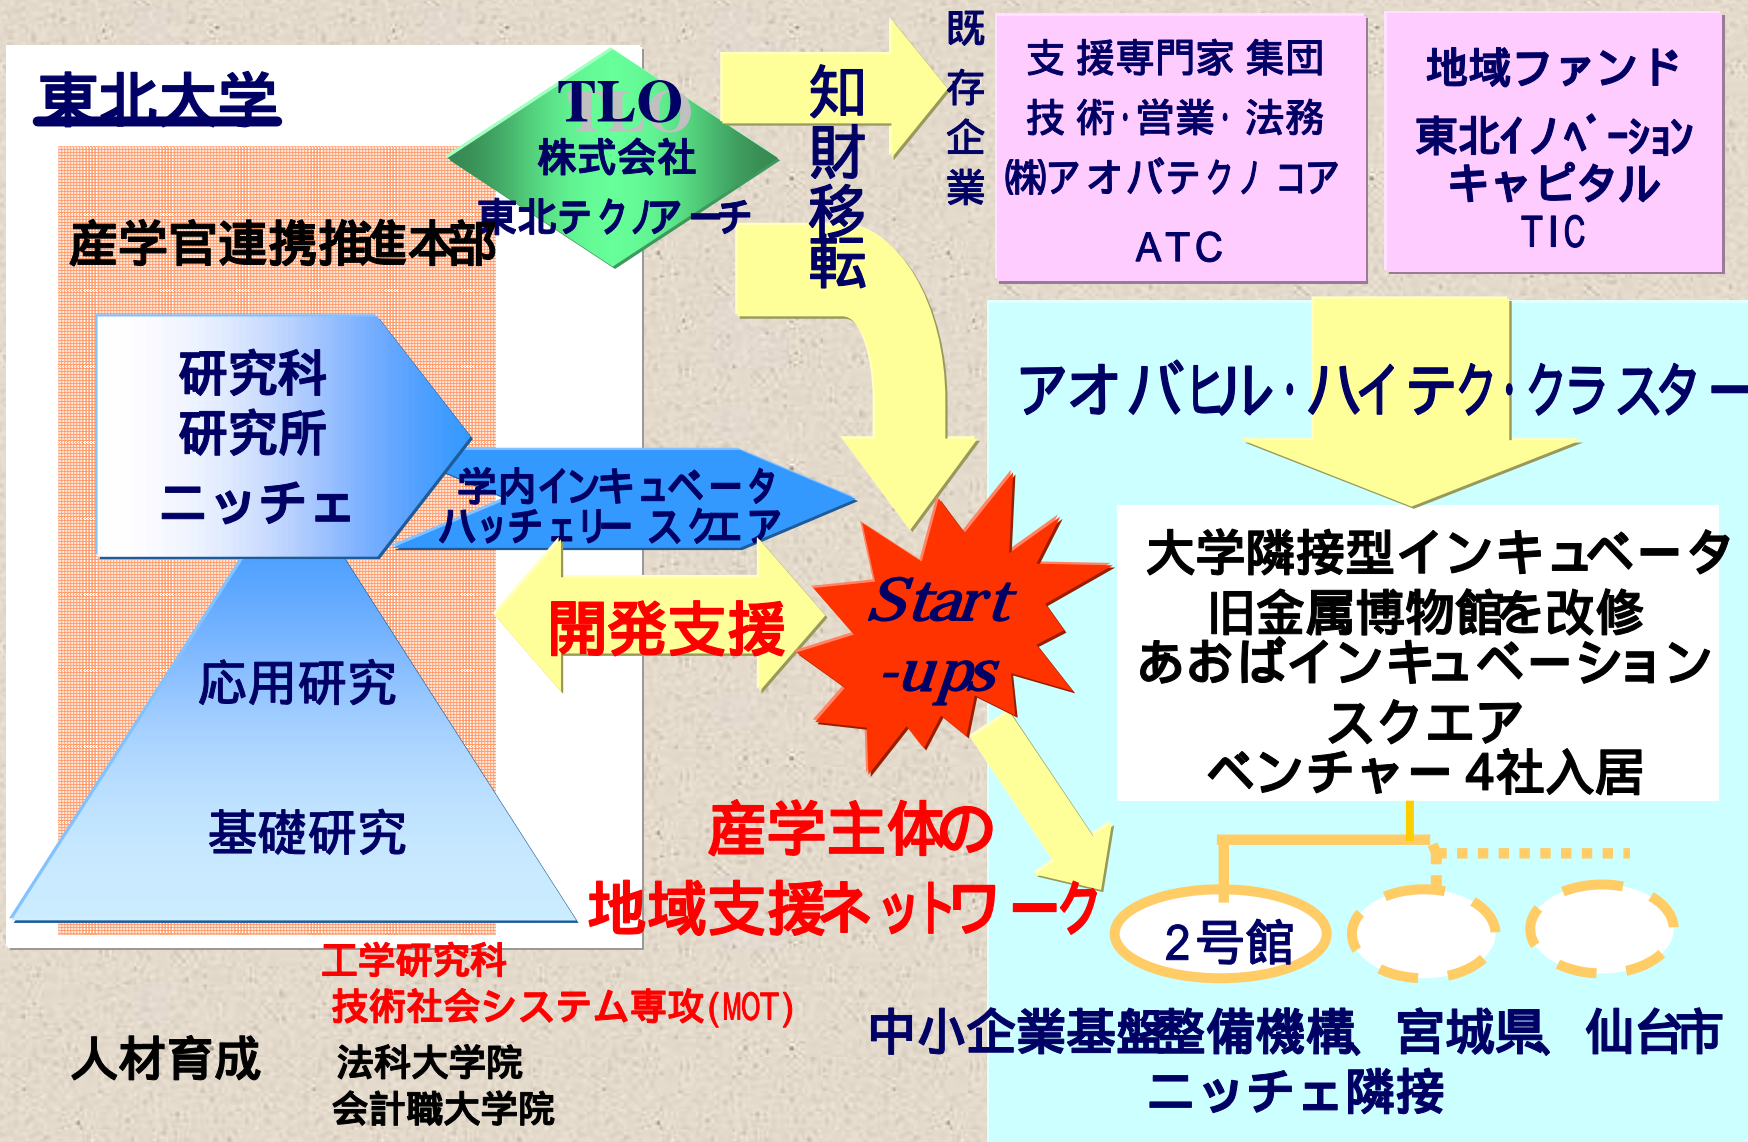 東北大学
TLO
株式会社
東北テクノアーチ
産学官連携推進本部
研究科
研究所
ニッチェ
学内インキュベータ
ハッチェリースクエア
応用研究
基礎研究
知財移転
既存企業
支援専門家集団
技術・営業・法務
㈱アオバテクノコア
ATC
地域ファンド
東北イノベーション
キャピタル
TIC
アオバヒル・ハイテク・クラスター
開発支援
Start
-ups
大学隣接型インキュベータ
旧金属博物館を改修
あおばインキュベーション
スクエア
ベンチャー4社入居
産学主体の
地域支援ネットワーク
2号館
中小企業基盤整備機構、宮城県、仙台市
ニッチェ隣接
工学研究科
技術社会システム専攻(MOT)
人材育成
法科大学院
会計職大学院